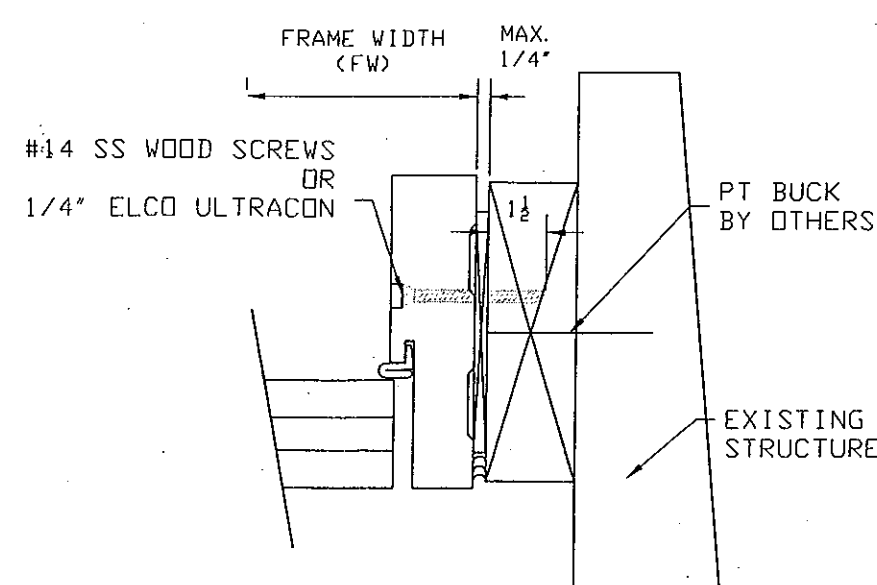 FRAME WIDTH
(FW)
MAX.
1/4"
#14 SS WOOD SCREWS
OR
1/4" ELCO ULTRACON
1½
PT BUCK
BY OTHERS
EXISTING
STRUCTURE